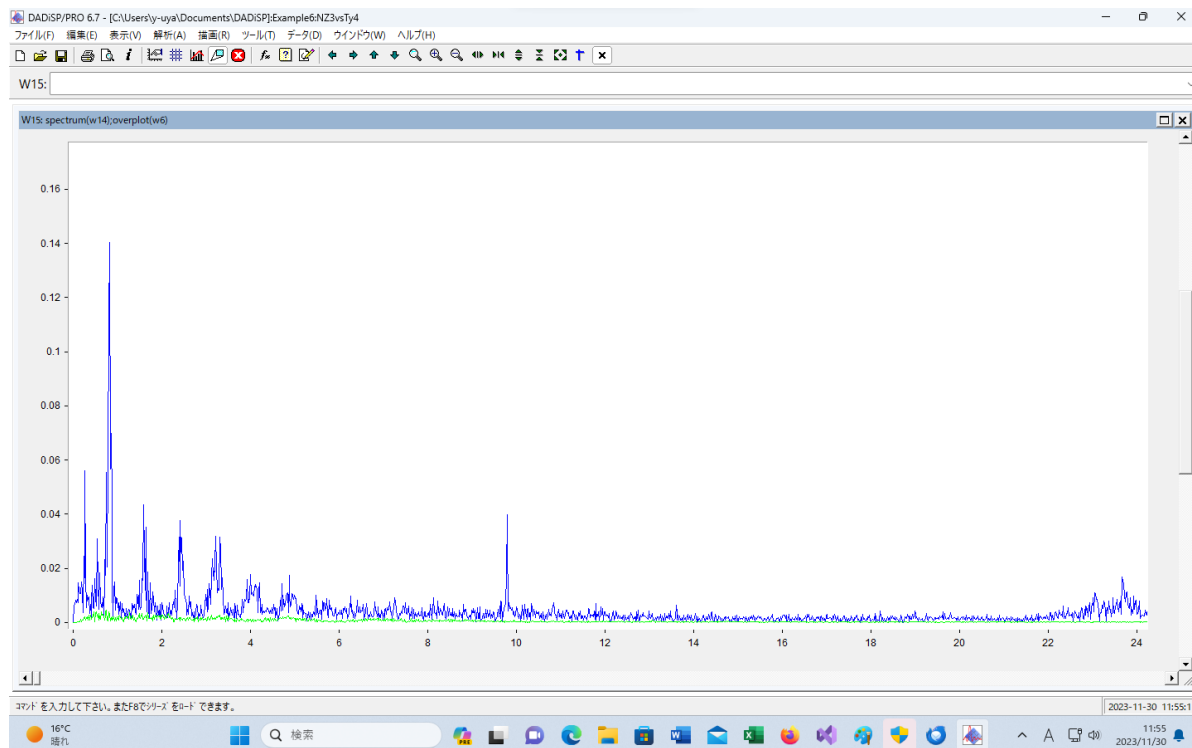 DADiSP/PRO 6.7 - [C:\Users\y-uya\Documents\DADiSP]:Example6:NZ3vsTy4
ファイル(F) 編集(E) 表示(V) 解析(A) 描画(R) ツール(T) データ(D) ウインドウ(W) ヘルプ(H)
W15:
W15: spectrum(w14);overplot(w6)
0.16
0.14
0.12
0.1
0.08
0.06
0.04
0.02
0
0 2 4 6 8 10 12 14 16 18 20 22 24
コマンドを入力して下さい。またF8でシリーズをロードできます。
2023-11-30 11:55:1
16°C
晴れ
検索
PRE
A
11:55
2023/11/30